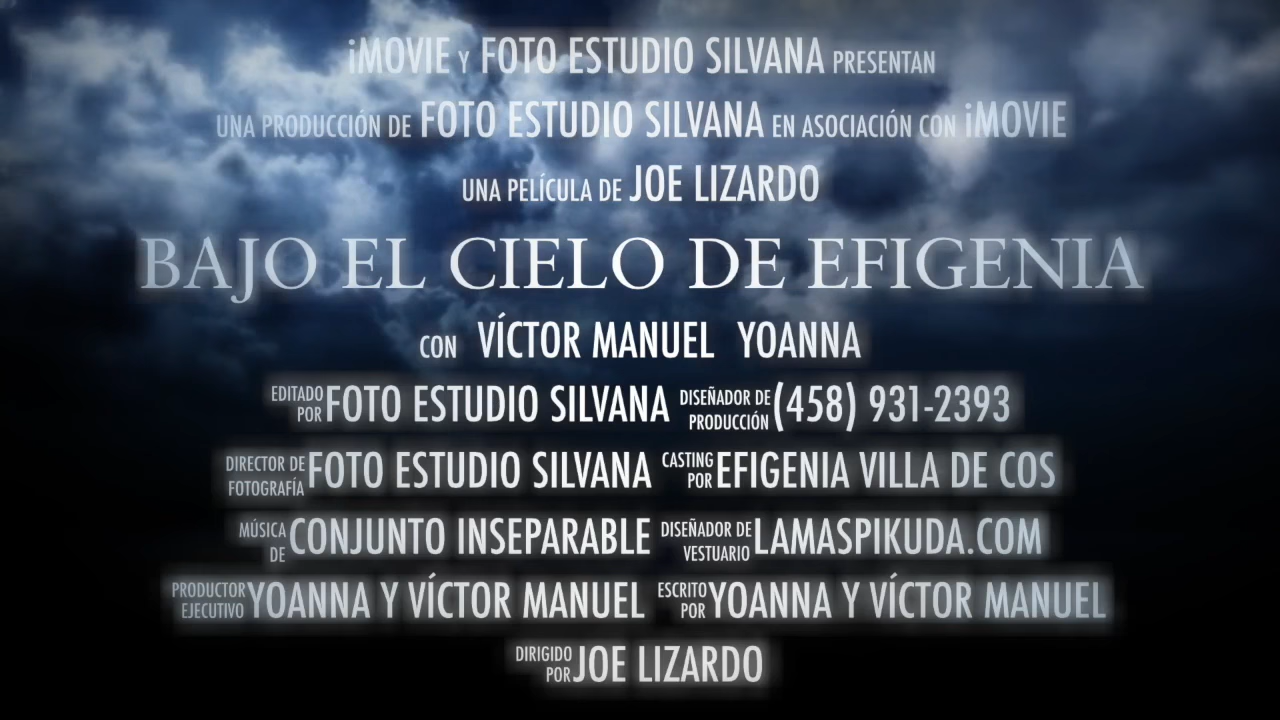 iMOVIE Y FOTO ESTUDIO SILVANA PRESENTAN
UNA PRODUCCIÓN DE FOTO ESTUDIO SILVANA EN ASOCIACIÓN CON iMOVIE
UNA PELÍCULA DE JOE LIZARDO
BAJO EL CIELO DE EFIGENIA
CON VÍCTOR MANUEL YOANNA
EDITADO POR FOTO ESTUDIO SILVANA DISEÑADOR DE PRODUCCIÓN (458) 931-2393
DIRECTOR DE FOTOGRAFÍA FOTO ESTUDIO SILVANA CASTING POR EFIGENIA VILLA DE COS
MÚSICA DE CONJUNTO INSEPARABLE DISEÑADOR DE VESTUARIO LAMASPIKUDA.COM
PRODUCTOR EJECUTIVO YOANNA Y VÍCTOR MANUEL ESCRITO POR YOANNA Y VÍCTOR MANUEL
DIRIGIDO POR JOE LIZARDO